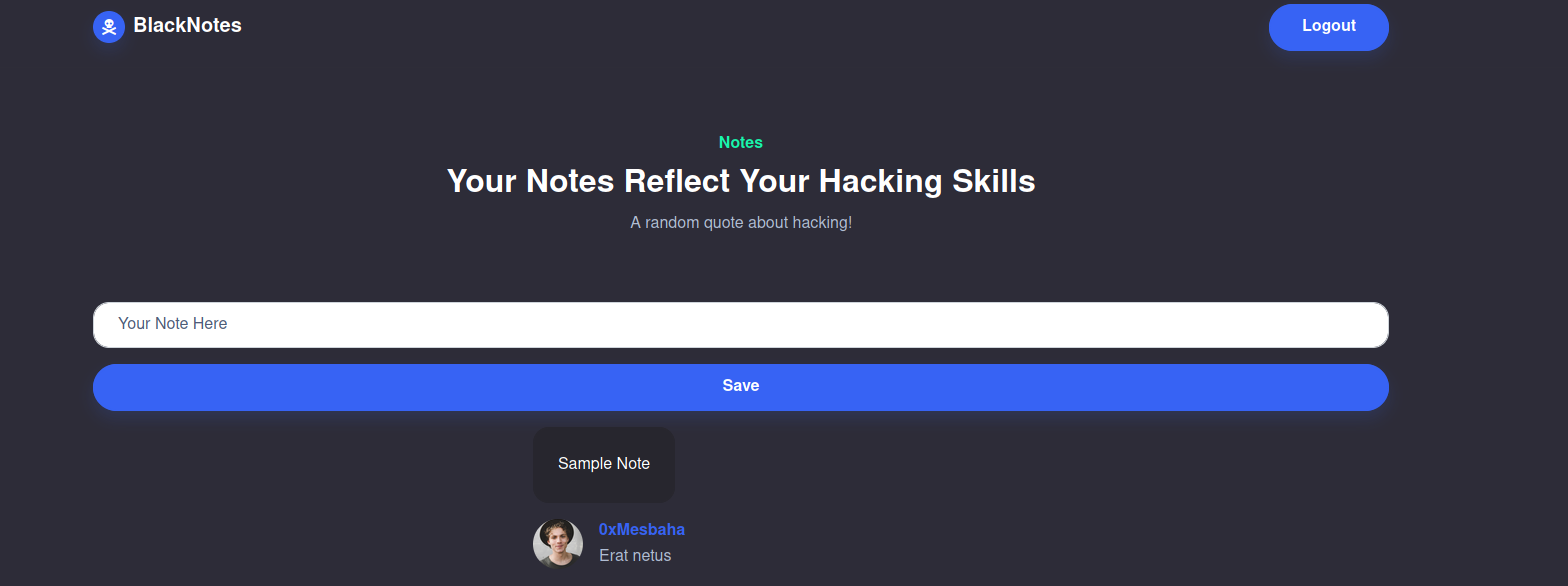 BlackNotes
Logout
Notes
Your Notes Reflect Your Hacking Skills
A random quote about hacking!
Your Note Here
Save
Sample Note
0xMesbaha
Erat netus